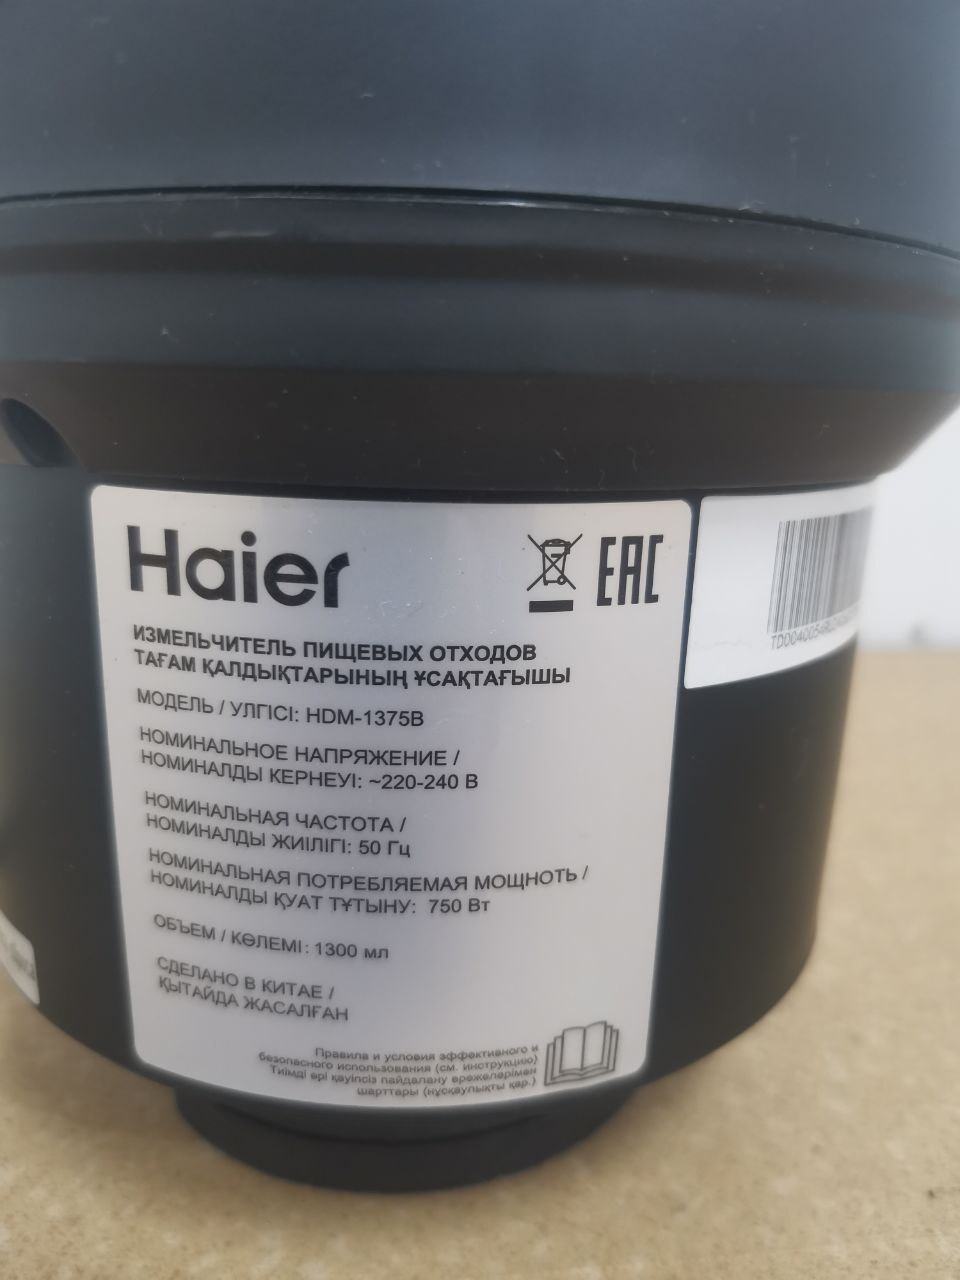 Haier
EAC
ИЗМЕЛЬЧИТЕЛЬ ПИЩЕВЫХ ОТХОДОВ
ТАҒАМ ҚАЛДЫҚТАРЫНЫҢ ҰСАҚТАҒЫШЫ
МОДЕЛЬ / УЛГІСІ: HDM-1375B
НОМИНАЛЬНОЕ НАПРЯЖЕНИЕ /
НОМИНАЛДЫ КЕРНЕУІ: ~220-240 В
НОМИНАЛЬНАЯ ЧАСТОТА /
НОМИНАЛДЫ ЖИІЛІГІ: 50 Гц
НОМИНАЛЬНАЯ ПОТРЕБЛЯЕМАЯ МОЩНОТЬ /
НОМИНАЛДЫ ҚУАТ ТҰТЫНУ: 750 Вт
ОБЪЕМ / КӨЛЕМІ: 1300 мл
СДЕЛАНО В КИТАЕ /
ҚЫТАЙДА ЖАСАЛҒАН
Правила и условия эффективного и
безопасного использования (см. инструкцию)
Тиімді әрі қауіпсіз пайдалану ережелерімен
шарттары (нұсқаулықты қар.)